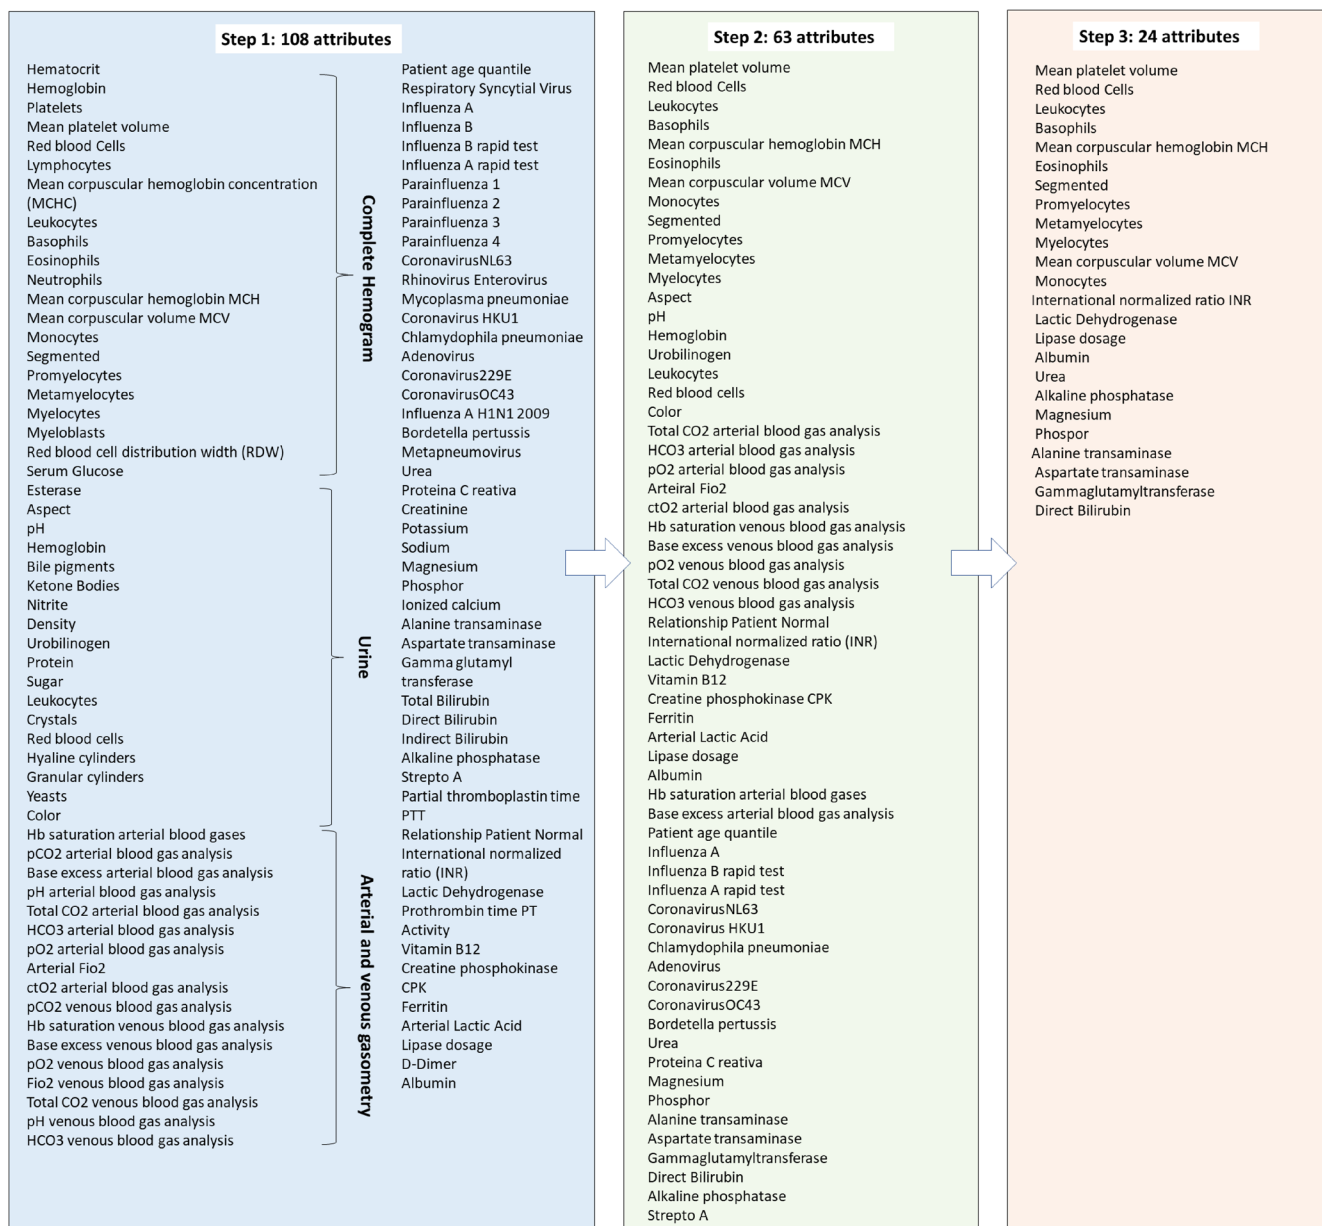 Step 1: 108 attributes
Hematocrit
Hemoglobin
Platelets
Mean platelet volume
Red blood Cells
Lymphocytes
Mean corpuscular hemoglobin concentration
(MCHC)
Leukocytes
Basophils
Eosinophils
Neutrophils
Mean corpuscular hemoglobin MCH
Mean corpuscular volume MCV
Monocytes
Segmented
Promyelocytes
Metamyelocytes
Myelocytes
Myeloblasts
Red blood cell distribution width (RDW)
Serum Glucose
Complete Hemogram
Esterase
Aspect
pH
Hemoglobin
Bile pigments
Ketone Bodies
Nitrite
Density
Urobilinogen
Protein
Sugar
Leukocytes
Crystals
Red blood cells
Hyaline cylinders
Granular cylinders
Yeasts
Color
Urine
Hb saturation arterial blood gases
pCO2 arterial blood gas analysis
Base excess arterial blood gas analysis
pH arterial blood gas analysis
Total CO2 arterial blood gas analysis
HCO3 arterial blood gas analysis
pO2 arterial blood gas analysis
Arterial Fio2
ctO2 arterial blood gas analysis
pCO2 venous blood gas analysis
Hb saturation venous blood gas analysis
Base excess venous blood gas analysis
pO2 venous blood gas analysis
Fio2 venous blood gas analysis
Total CO2 venous blood gas analysis
pH venous blood gas analysis
HCO3 venous blood gas analysis
Arterial and venous gasometry
Patient age quantile
Respiratory Syncytial Virus
Influenza A
Influenza B
Influenza B rapid test
Influenza A rapid test
Parainfluenza 1
Parainfluenza 2
Parainfluenza 3
Parainfluenza 4
CoronavirusNL63
Rhinovirus Enterovirus
Mycoplasma pneumoniae
Coronavirus HKU1
Chlamydophila pneumoniae
Adenovirus
Coronavirus229E
CoronavirusOC43
Influenza A H1N1 2009
Bordetella pertussis
Metapneumovirus
Urea
Proteina C reativa
Creatinine
Potassium
Sodium
Magnesium
Phosphor
Ionized calcium
Alanine transaminase
Aspartate transaminase
Gamma glutamyl
transferase
Total Bilirubin
Direct Bilirubin
Indirect Bilirubin
Alkaline phosphatase
Strepto A
Partial thromboplastin time
PTT
Relationship Patient Normal
International normalized
ratio (INR)
Lactic Dehydrogenase
Prothrombin time PT
Activity
Vitamin B12
Creatine phosphokinase
CPK
Ferritin
Arterial Lactic Acid
Lipase dosage
D-Dimer
Albumin
Step 2: 63 attributes
Mean platelet volume
Red blood Cells
Leukocytes
Basophils
Mean corpuscular hemoglobin MCH
Eosinophils
Mean corpuscular volume MCV
Monocytes
Segmented
Promyelocytes
Metamyelocytes
Myelocytes
Aspect
pH
Hemoglobin
Urobilinogen
Leukocytes
Red blood cells
Color
Total CO2 arterial blood gas analysis
HCO3 arterial blood gas analysis
pO2 arterial blood gas analysis
Arteiral Fio2
ctO2 arterial blood gas analysis
Hb saturation venous blood gas analysis
Base excess venous blood gas analysis
pO2 venous blood gas analysis
Total CO2 venous blood gas analysis
HCO3 venous blood gas analysis
Relationship Patient Normal
International normalized ratio (INR)
Lactic Dehydrogenase
Vitamin B12
Creatine phosphokinase CPK
Ferritin
Arterial Lactic Acid
Lipase dosage
Albumin
Hb saturation arterial blood gases
Base excess arterial blood gas analysis
Patient age quantile
Influenza A
Influenza B rapid test
Influenza A rapid test
CoronavirusNL63
Coronavirus HKU1
Chlamydophila pneumoniae
Adenovirus
Coronavirus229E
CoronavirusOC43
Bordetella pertussis
Urea
Proteina C reativa
Magnesium
Phosphor
Alanine transaminase
Aspartate transaminase
Gammaglutamyltransferase
Direct Bilirubin
Alkaline phosphatase
Strepto A
Step 3: 24 attributes
Mean platelet volume
Red blood Cells
Leukocytes
Basophils
Mean corpuscular hemoglobin MCH
Eosinophils
Segmented
Promyelocytes
Metamyelocytes
Myelocytes
Mean corpuscular volume MCV
Monocytes
International normalized ratio INR
Lactic Dehydrogenase
Lipase dosage
Albumin
Urea
Alkaline phosphatase
Magnesium
Phospor
Alanine transaminase
Aspartate transaminase
Gammaglutamyltransferase
Direct Bilirubin